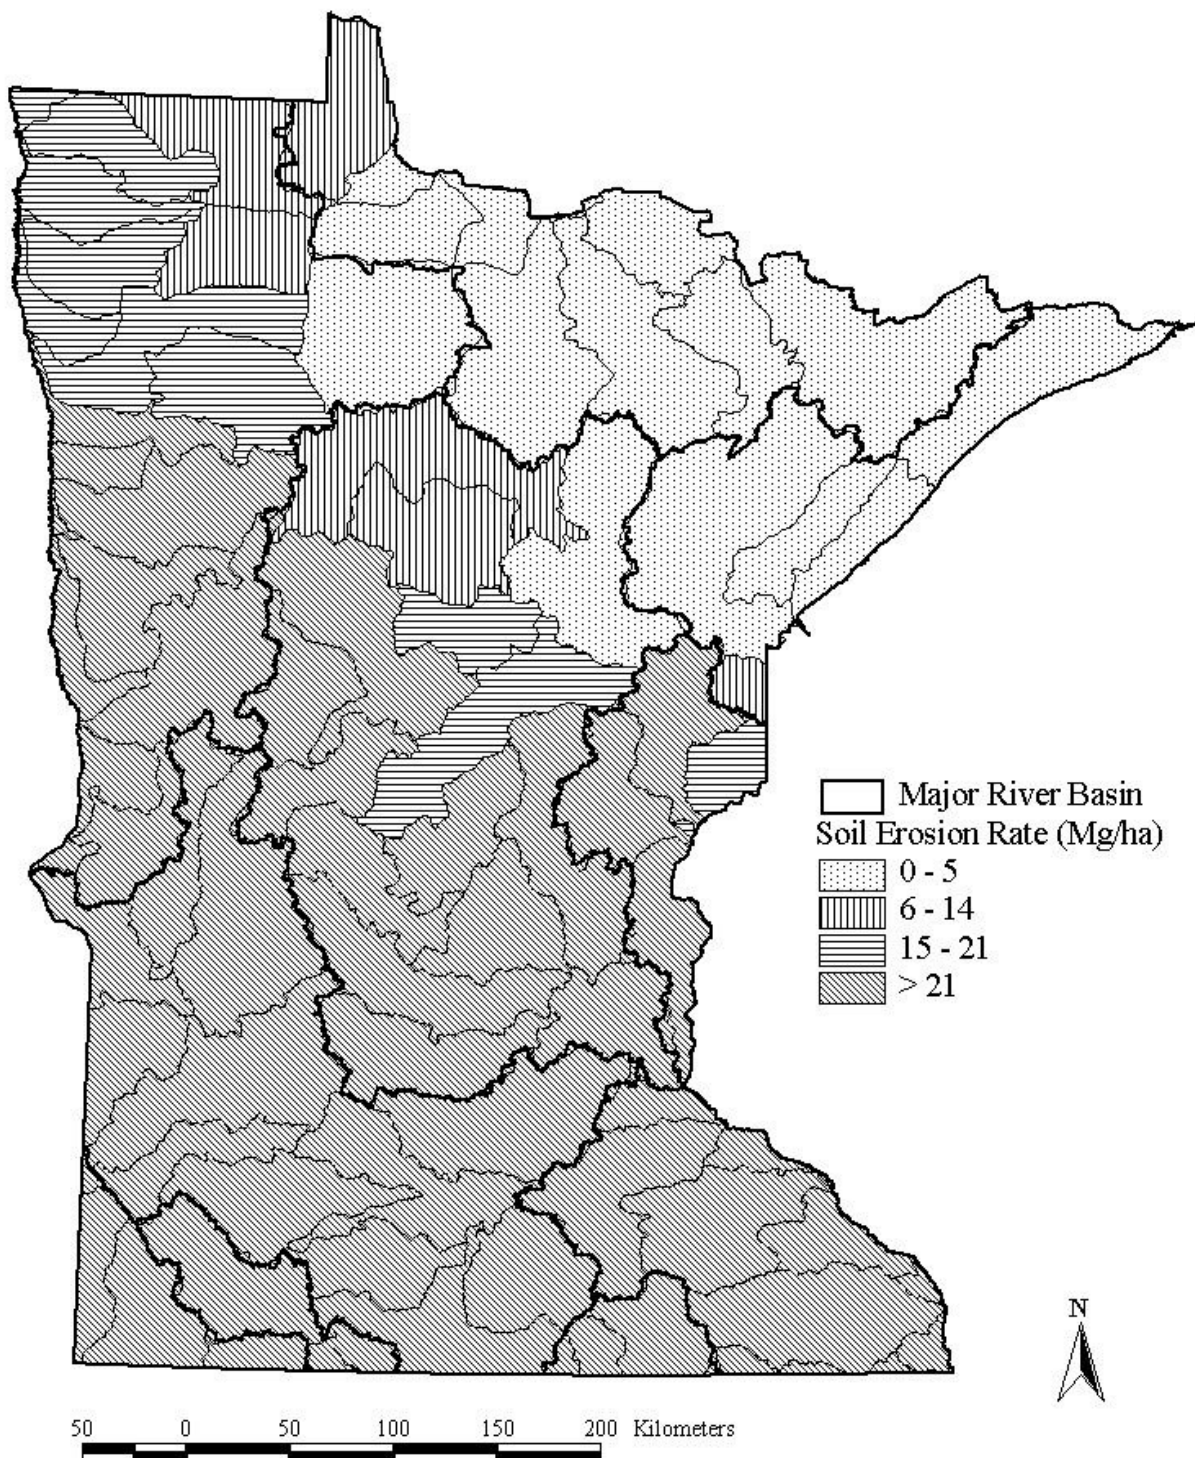 Major River Basin
Soil Erosion Rate (Mg/ha)
0 - 5
6 - 14
15 - 21
> 21
N
50 0 50 100 150 200 Kilometers